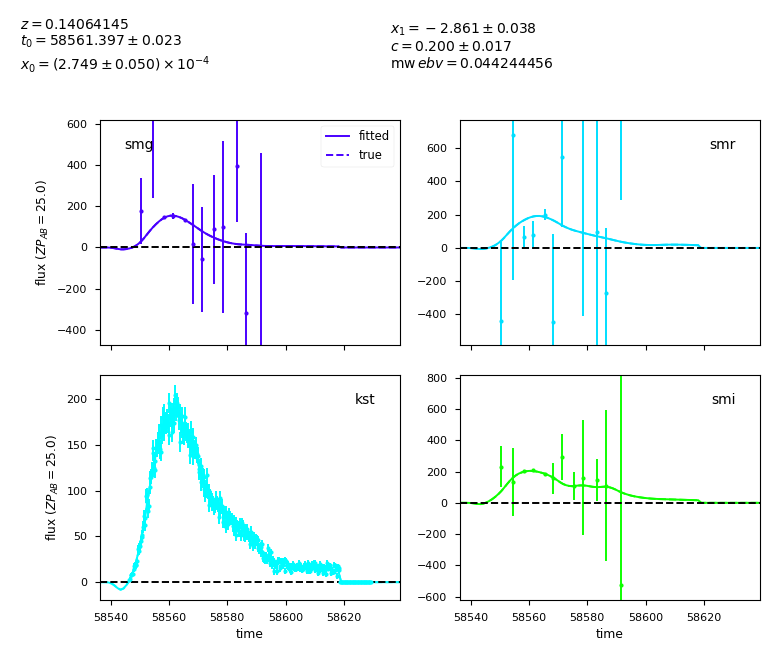 z = 0.14064145
t₀ = 58561.397 ± 0.023
x₀ = (2.749 ± 0.050) × 10⁻⁴
x₁ = −2.861 ± 0.038
c = 0.200 ± 0.017
mw ebv = 0.044244456
flux (ZP_AB = 25.0)
600
400
200
0
−200
−400
smg
fitted
true
600
400
200
0
−200
−400
smr
flux (ZP_AB = 25.0)
200
150
100
50
0
kst
58540 58560 58580 58600 58620
time
800
600
400
200
0
−200
−400
−600
smi
58540 58560 58580 58600 58620
time